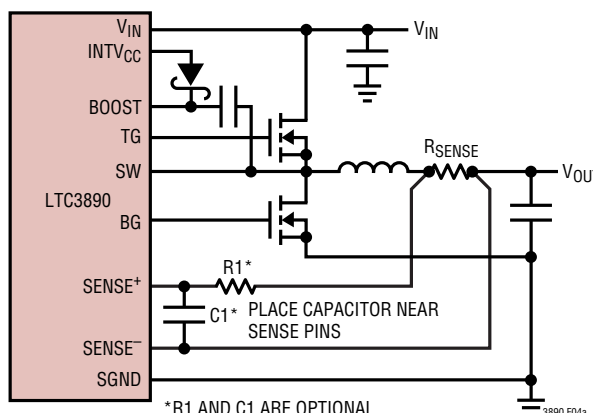 VIN
VIN
INTVCC
BOOST
TG
RSENSE
SW
VOU
LTC3890
BG
R1*
SENSE+
C1* PLACE CAPACITOR NEAR
SENSE PINS
SENSE–
SGND
*R1 AND C1 ARE OPTIONAL
3890 F04a